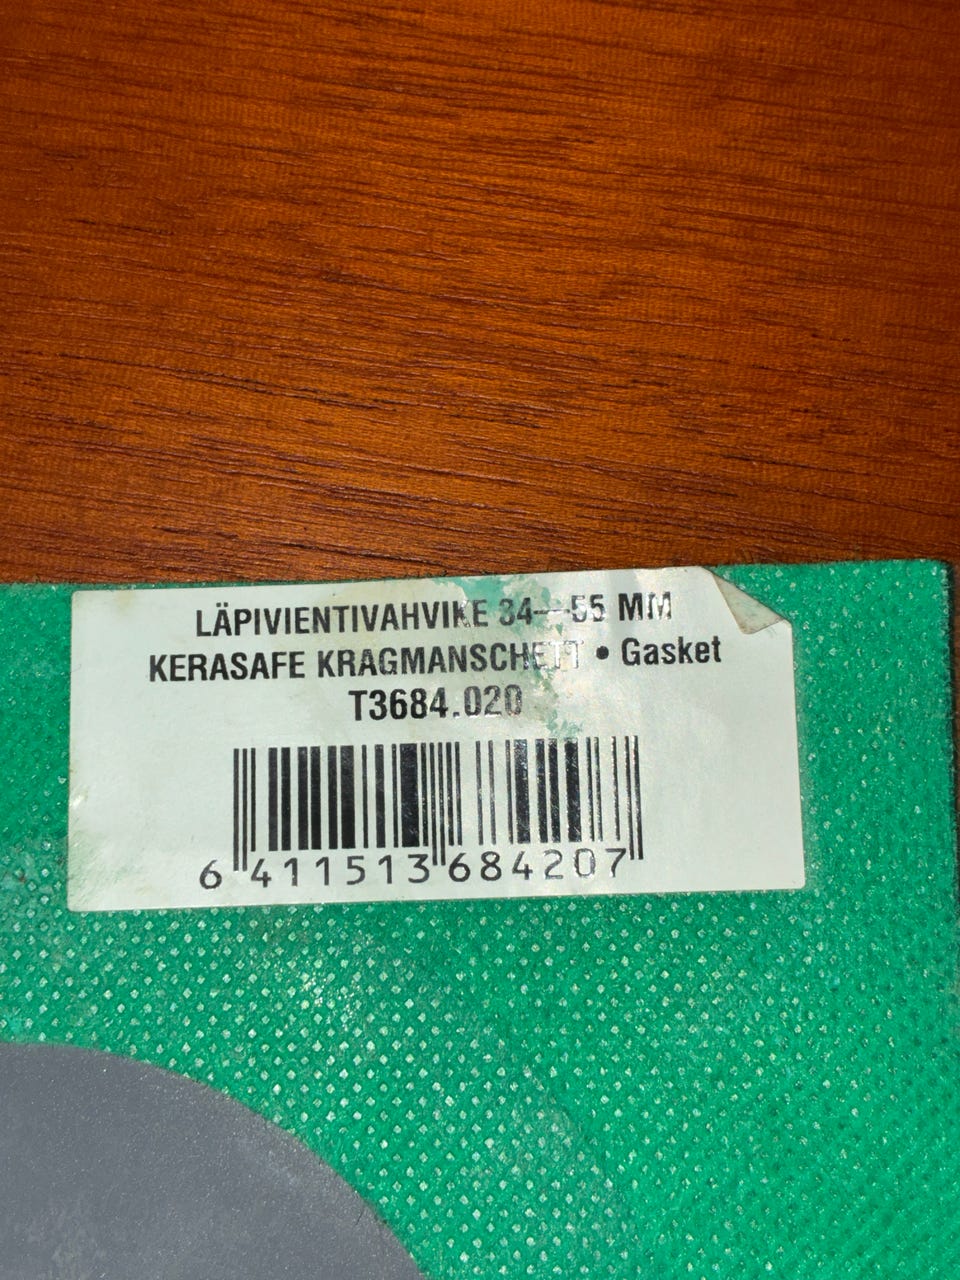 LÄPIVIENTIVAHVIKE 34—55 MM
KERASAFE KRAGMANSCHETT • Gasket
T3684.020
6 411513 684207